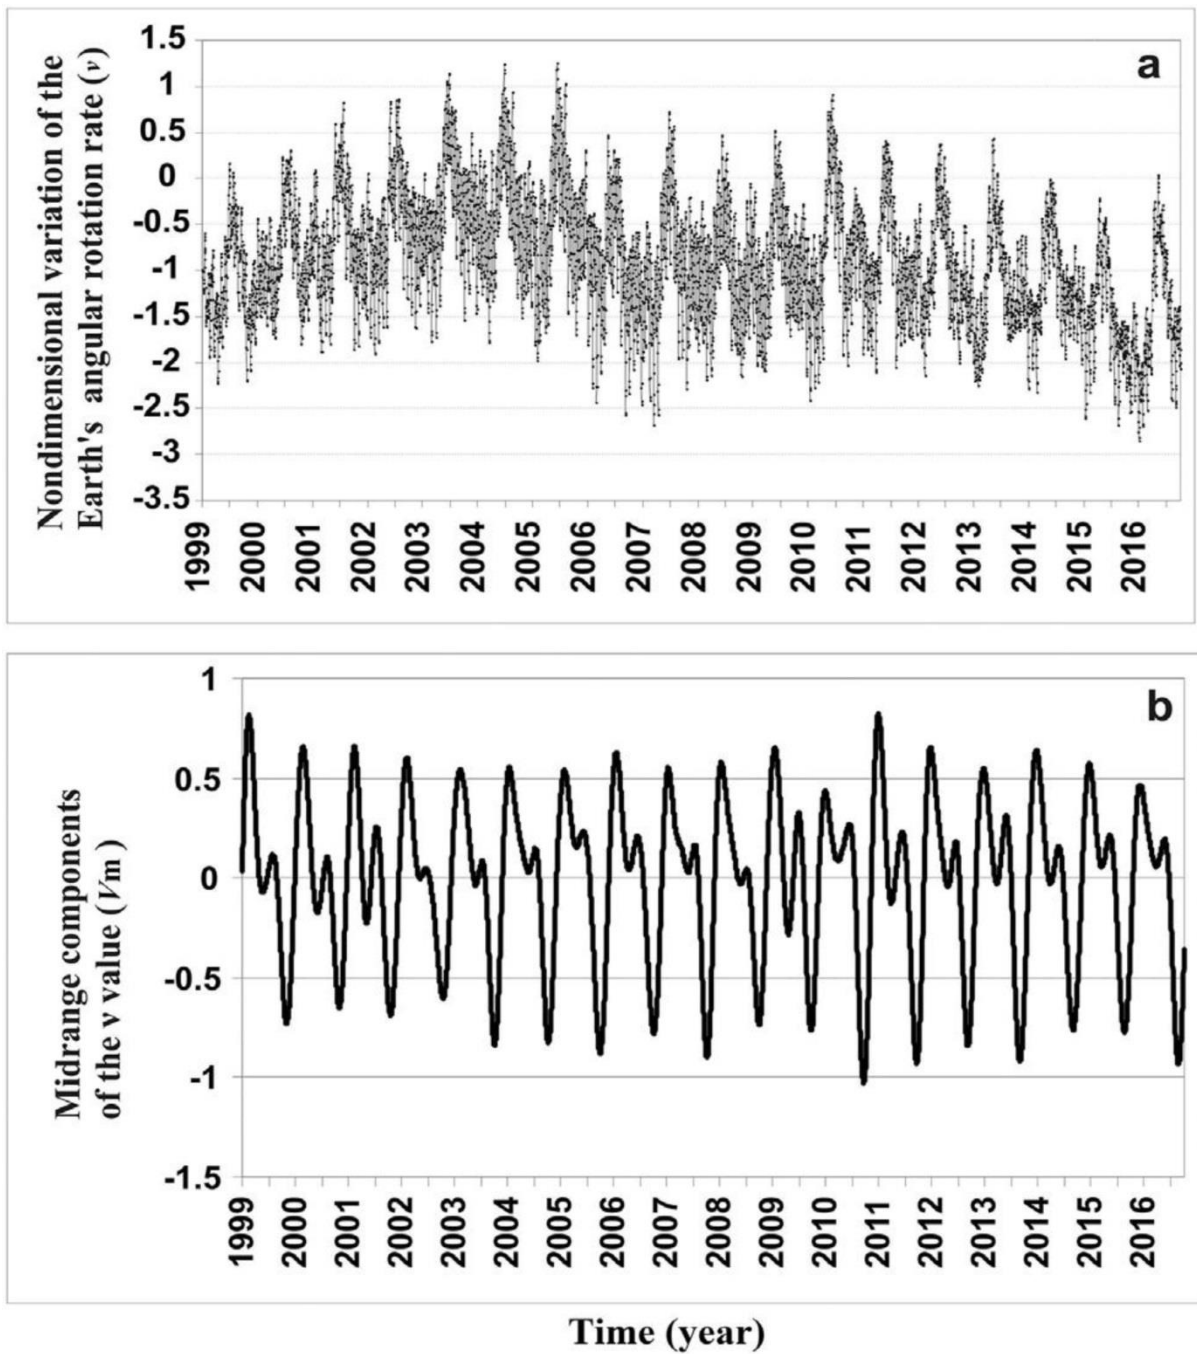 Nondimensional variation of the
Earth's angular rotation rate (v)
a
1.5
1
0.5
0
-0.5
-1
-1.5
-2
-2.5
-3
-3.5
1999 2000 2001 2002 2003 2004 2005 2006 2007 2008 2009 2010 2011 2012 2013 2014 2015 2016
Midrange components
of the v value (Vm)
b
1
0.5
0
-0.5
-1
-1.5
1999 2000 2001 2002 2003 2004 2005 2006 2007 2008 2009 2010 2011 2012 2013 2014 2015 2016
Time (year)